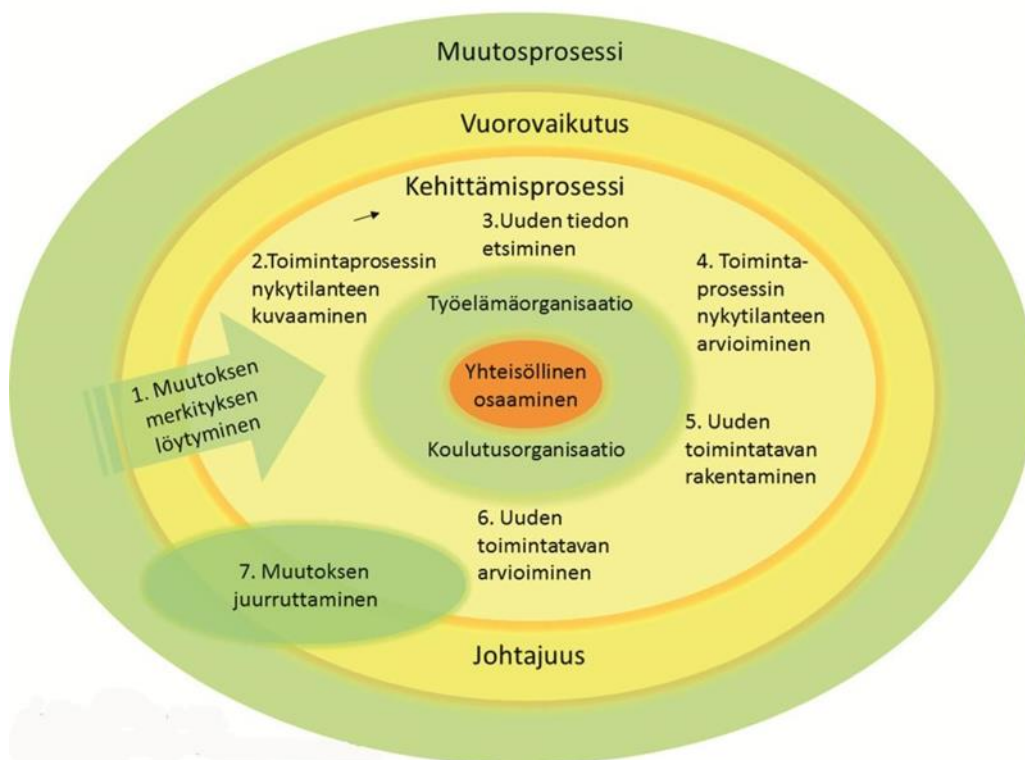 Muutosprosessi
Vuorovaikutus
Kehittämisprosessi
1. Muutoksen
merkityksen
löytyminen
2.Toimintaprosessin
nykytilanteen
kuvaaminen
3.Uuden tiedon
etsiminen
4. Toiminta-
prosessin
nykytilanteen
arvioiminen
Työelämäorganisaatio
Yhteisöllinen
osaaminen
Koulutusorganisaatio
5. Uuden
toimintatavan
rakentaminen
6. Uuden
toimintatavan
arvioiminen
7. Muutoksen
juurruttaminen
Johtajuus